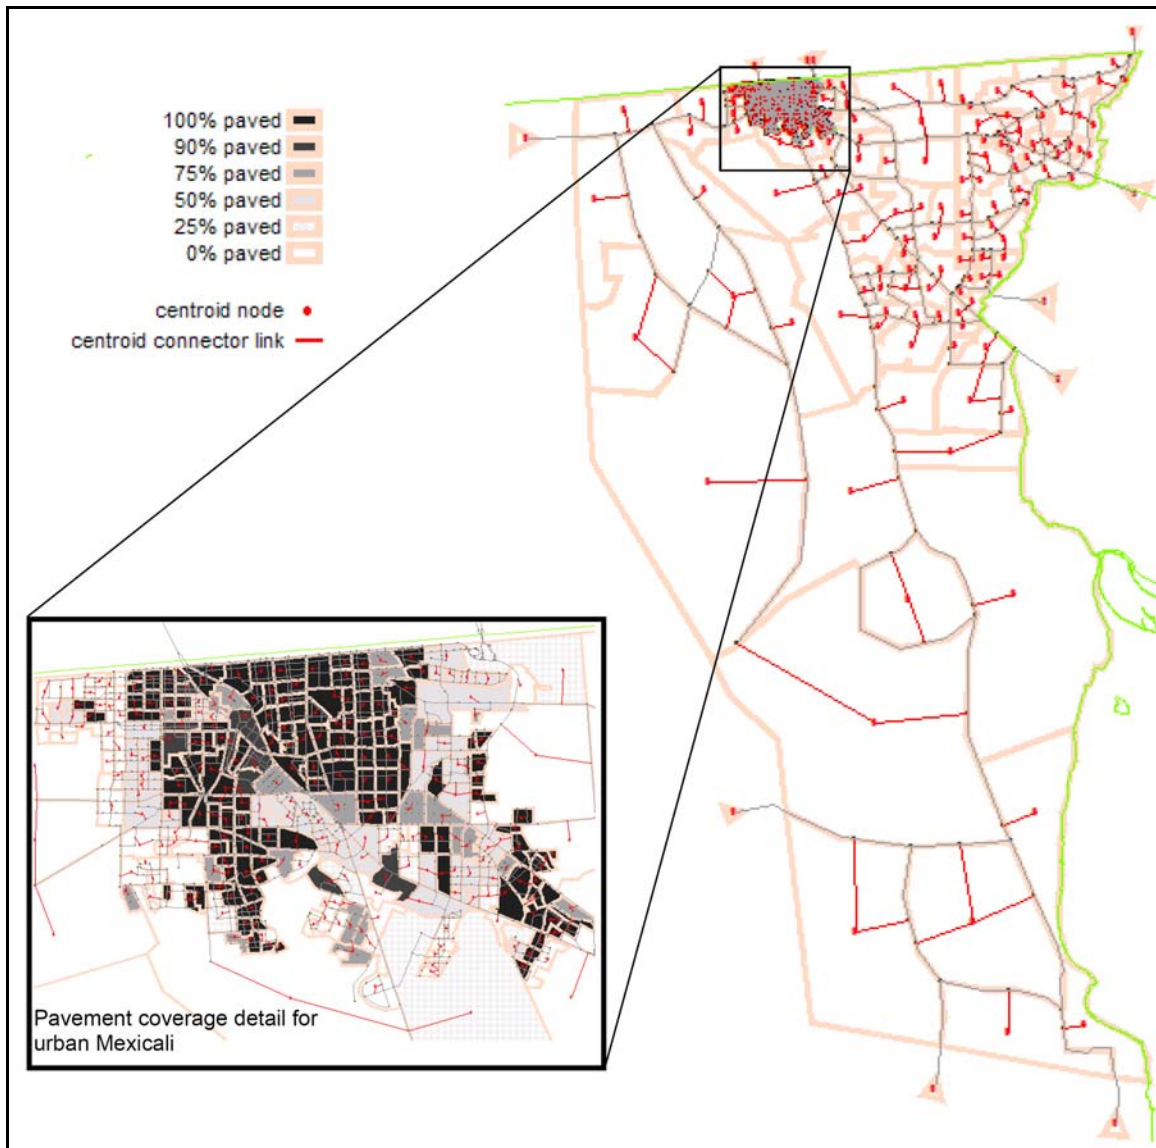 100% paved
90% paved
75% paved
50% paved
25% paved
0% paved
centroid node
centroid connector link
Pavement coverage detail for
urban Mexicali